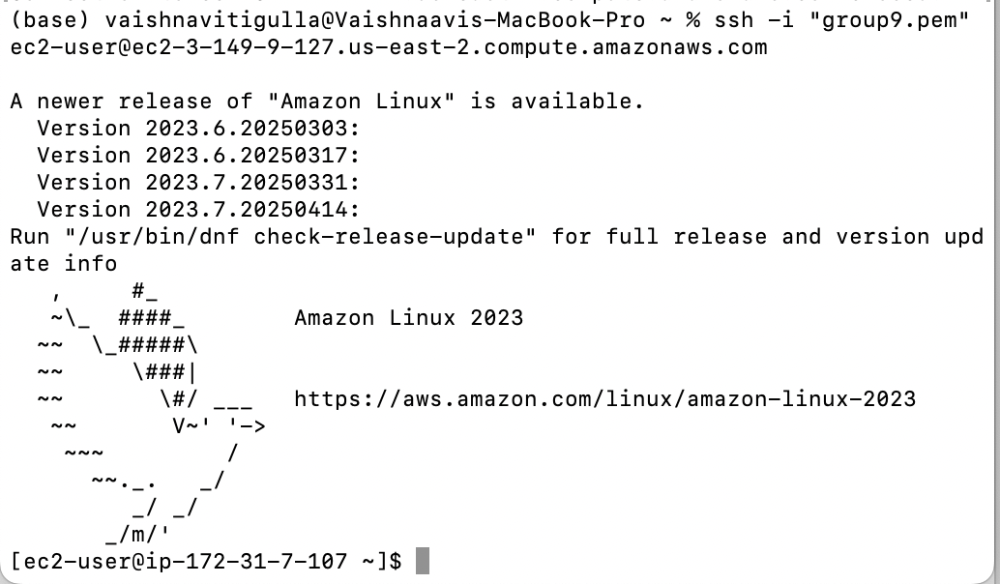 (base) vaishnavitigulla@Vaishnaavis-MacBook-Pro ~ % ssh -i "group9.pem"
ec2-user@ec2-3-149-9-127.us-east-2.compute.amazonaws.com

A newer release of "Amazon Linux" is available.
  Version 2023.6.20250303:
  Version 2023.6.20250317:
  Version 2023.7.20250331:
  Version 2023.7.20250414:
Run "/usr/bin/dnf check-release-update" for full release and version upd
ate info
   ,     #_
   ~\_  ####_        Amazon Linux 2023
  ~~  \_#####\
  ~~     \###|
  ~~       \#/ ___   https://aws.amazon.com/linux/amazon-linux-2023
   ~~       V~' '->
    ~~~         /
      ~~._.   _/
         _/ _/
       _/m/'
[ec2-user@ip-172-31-7-107 ~]$